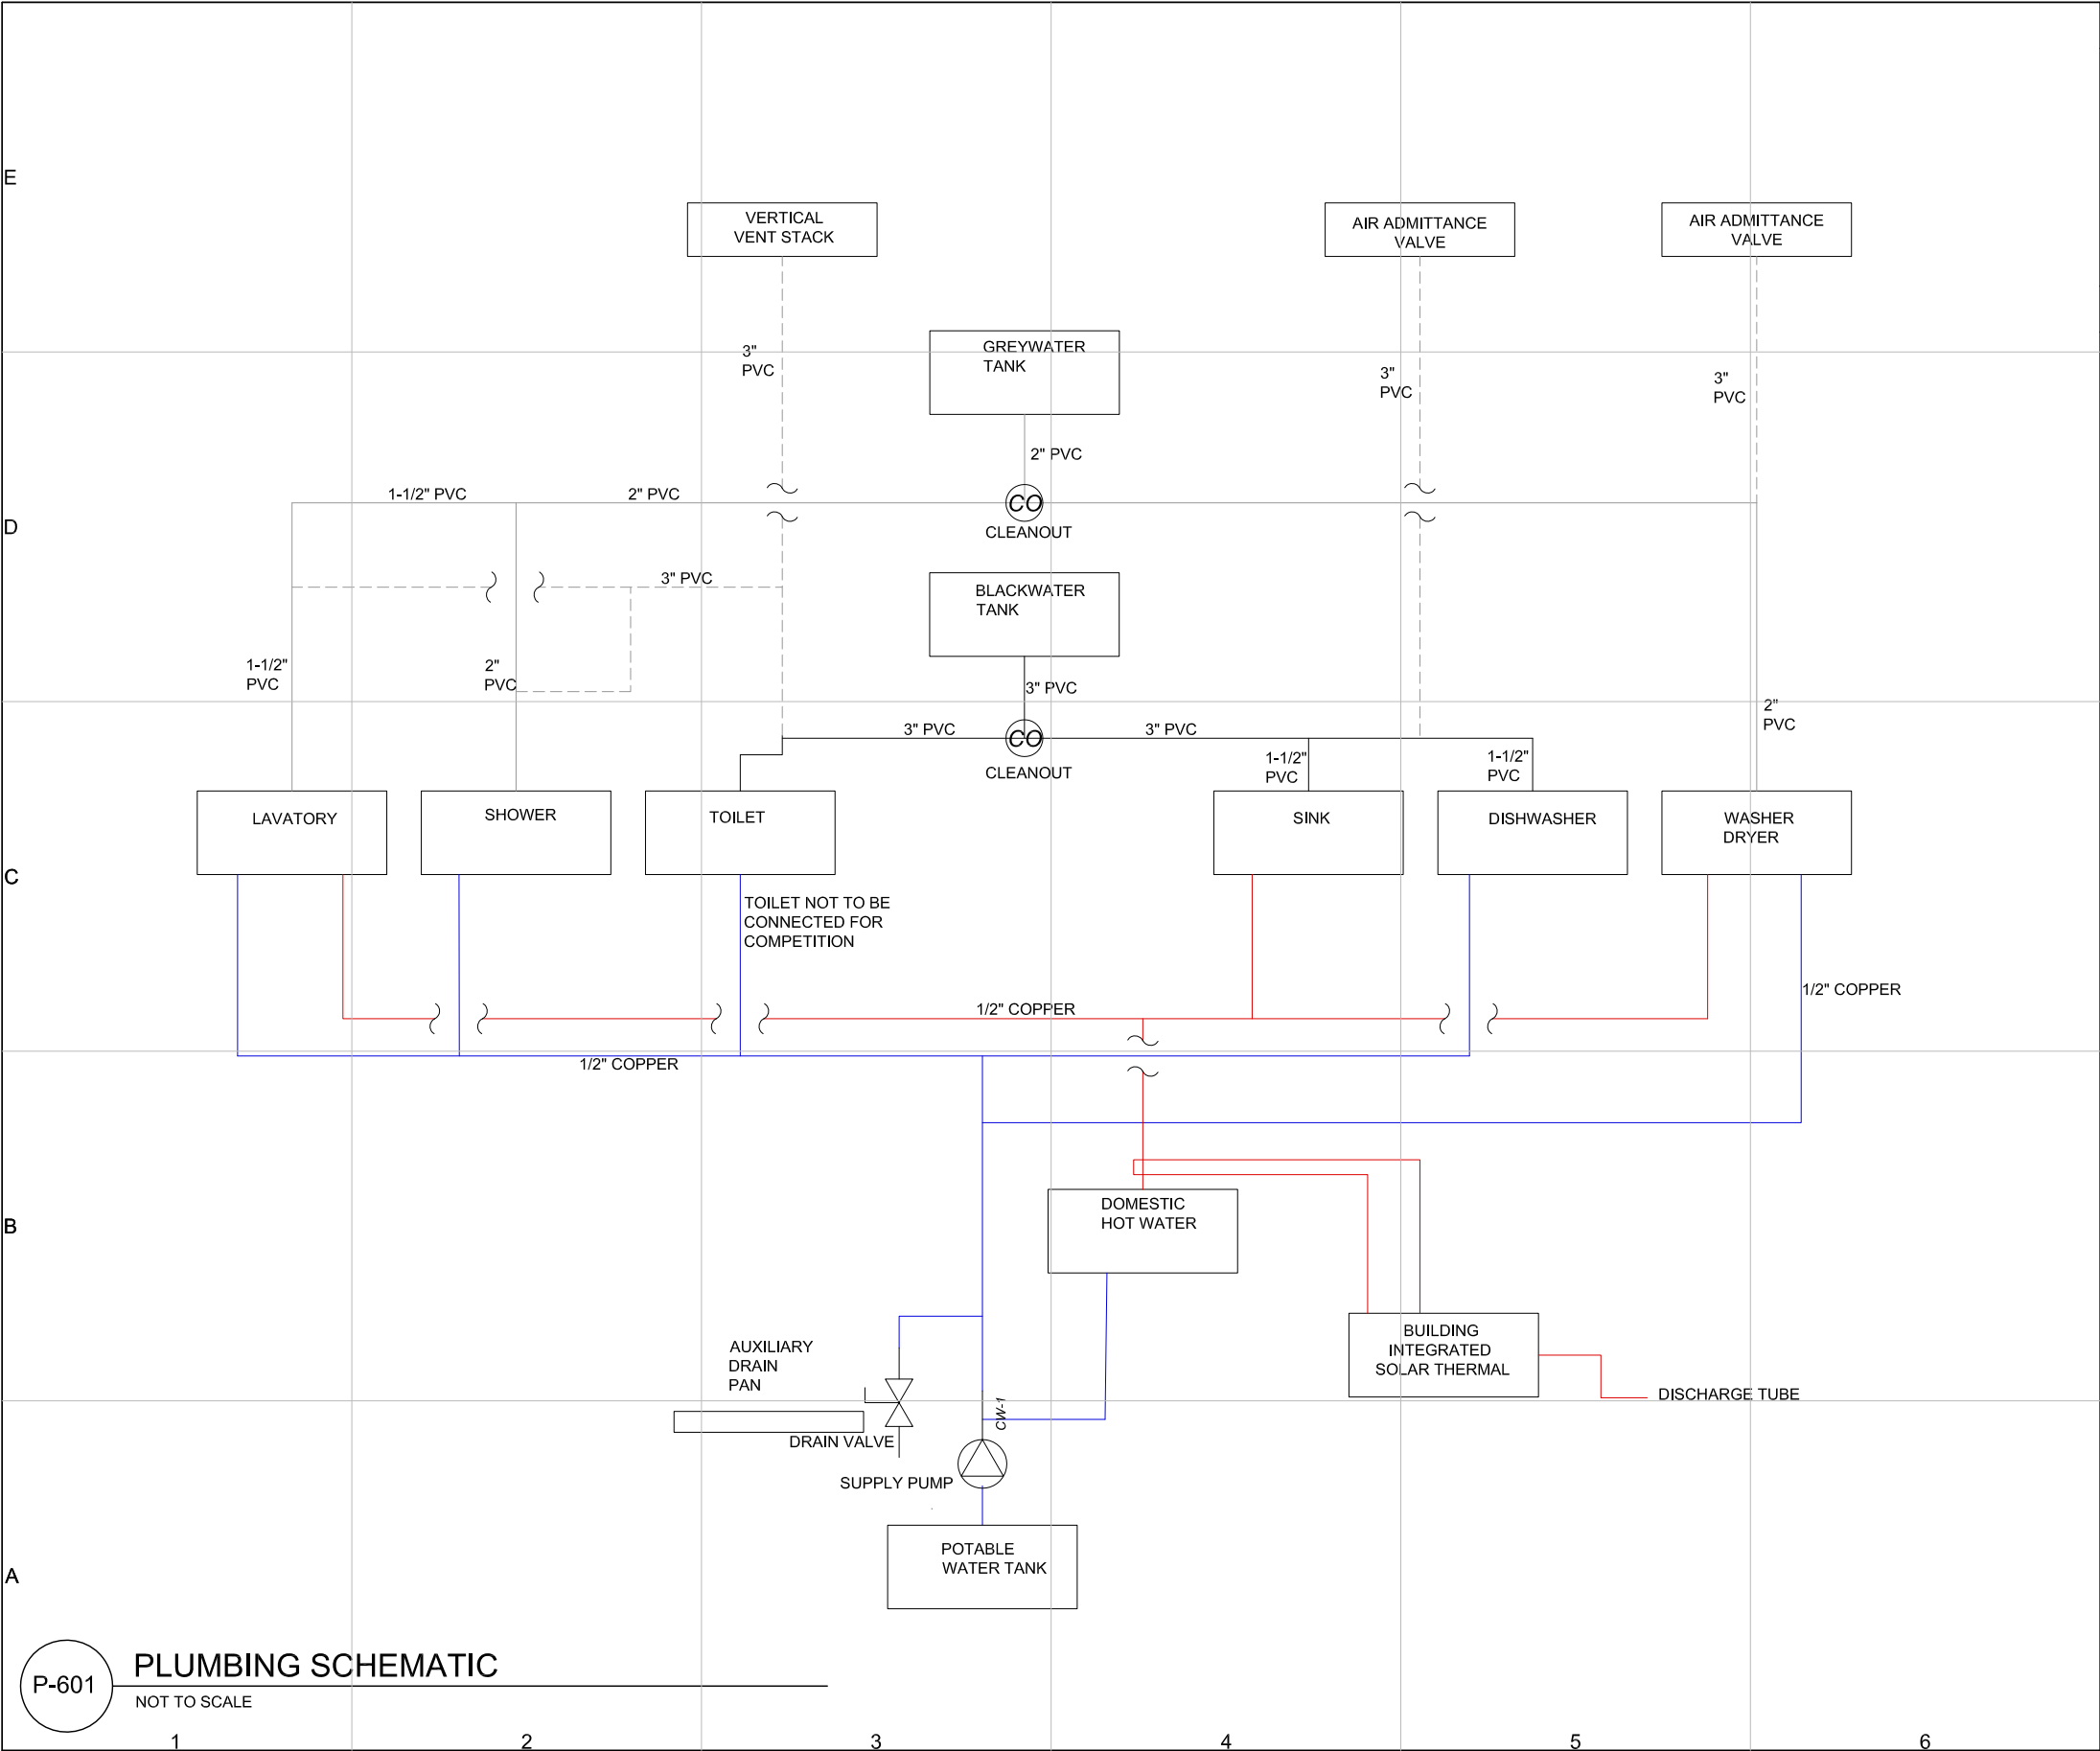 E
VERTICAL
VENT STACK
AIR ADMITTANCE
VALVE
AIR ADMITTANCE
VALVE
GREYWATER
TANK
3"
PVC
3"
PVC
3"
PVC
2" PVC
1-1/2" PVC
2" PVC
CO
CLEANOUT
D
3" PVC
BLACKWATER
TANK
1-1/2"
PVC
2"
PVC
3" PVC
2"
PVC
3" PVC
CO
3" PVC
CLEANOUT
1-1/2"
PVC
1-1/2"
PVC
LAVATORY
SHOWER
TOILET
SINK
DISHWASHER
WASHER
DRYER
C
TOILET NOT TO BE
CONNECTED FOR
COMPETITION
1/2" COPPER
1/2" COPPER
1/2" COPPER
B
DOMESTIC
HOT WATER
BUILDING
INTEGRATED
SOLAR THERMAL
DISCHARGE TUBE
AUXILIARY
DRAIN
PAN
CW-1
DRAIN VALVE
SUPPLY PUMP
POTABLE
WATER TANK
A
P-601
PLUMBING SCHEMATIC
NOT TO SCALE
1
2
3
4
5
6